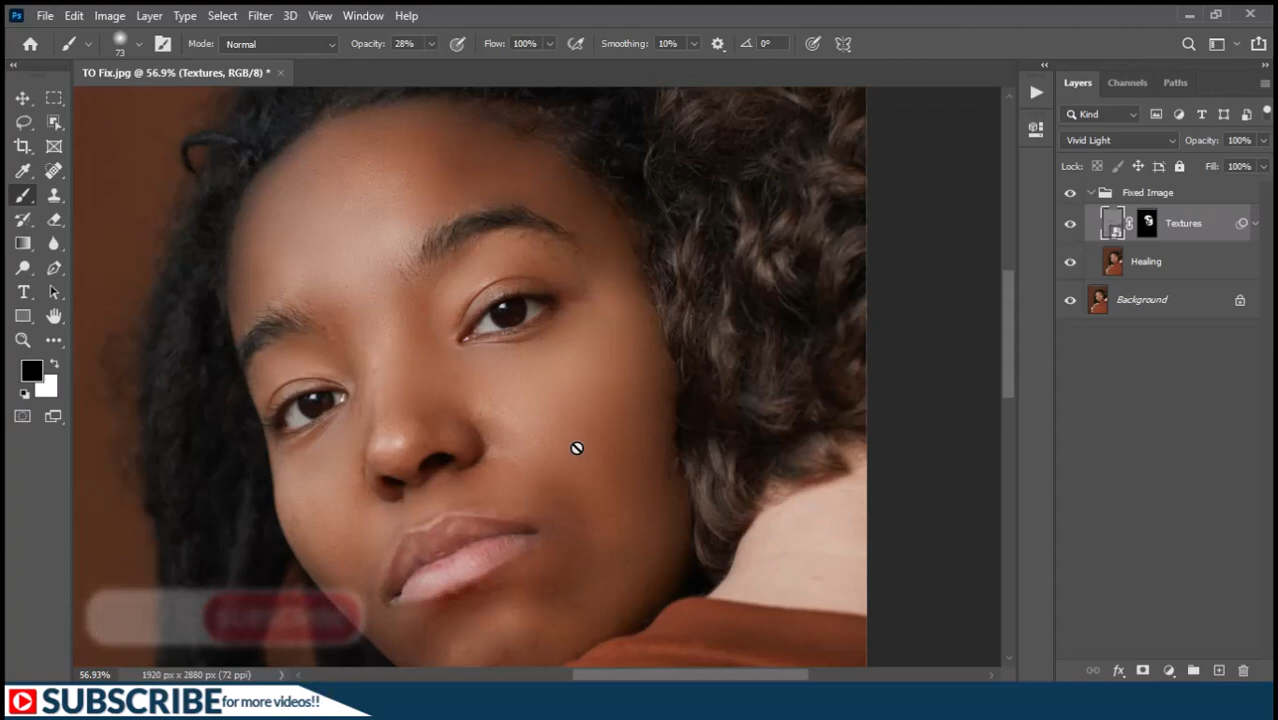 Ps File Edit Image Layer Type Select Filter 3D View Window Help
73 Mode: Normal Opacity: 28% Flow: 100% Smoothing: 10% 0°
TO Fix.jpg @ 56.9% (Textures, RGB/8) *
Layers Channels Paths
Kind
Vivid Light Opacity: 100%
Lock: Fill: 100%
Fixed Image
Textures
Healing
Background
56.93% 1920 px x 2880 px (72 ppi)
SUBSCRIBE for more videos!!